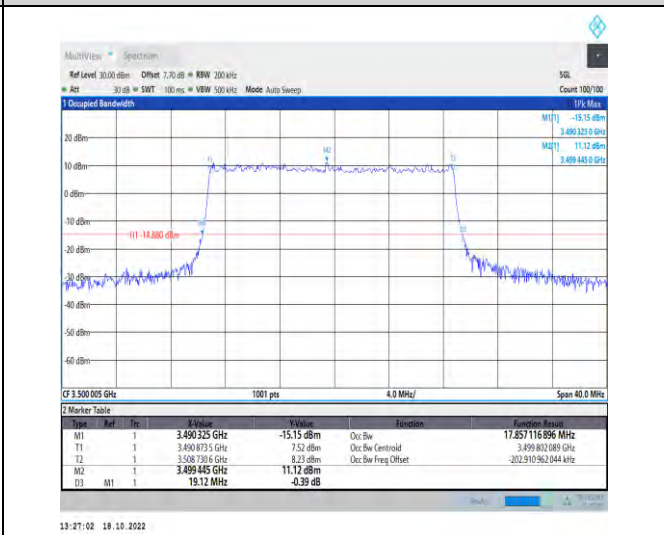 MultiView Spectrum
Ref Level 30.00 dBm Offset 7.70 dB RBW 200 kHz SGL
Att 30 dB SWT 100 ms VBW 500 kHz Mode Auto Sweep Count 100/100
1 Occupied Bandwidth 1Pk Max
M1[1] -15.15 dBm
3.490 325 0 GHz
M2[1] 11.12 dBm
3.499 445 0 GHz
20 dBm
T1 M2 T2
10 dBm
0 dBm
-10 dBm
H1 -14.880 dBm
-20 dBm
-30 dBm
-40 dBm
-50 dBm
-60 dBm
CF 3.500 005 GHz 1001 pts 4.0 MHz/ Span 40.0 MHz
2 Marker Table
Type Ref Trc X-Value Y-Value Function Function Result
M1 1 3.490 325 GHz -15.15 dBm Occ Bw 17.857 116 896 MHz
T1 1 3.490 873 5 GHz 7.52 dBm Occ Bw Centroid 3.499 802 089 GHz
T2 1 3.508 730 6 GHz 8.23 dBm Occ Bw Freq Offset -202.910 962 044 kHz
M2 1 3.499 445 GHz 11.12 dBm
D3 M1 1 19.12 MHz -0.39 dB
13:27:02 18.10.2022